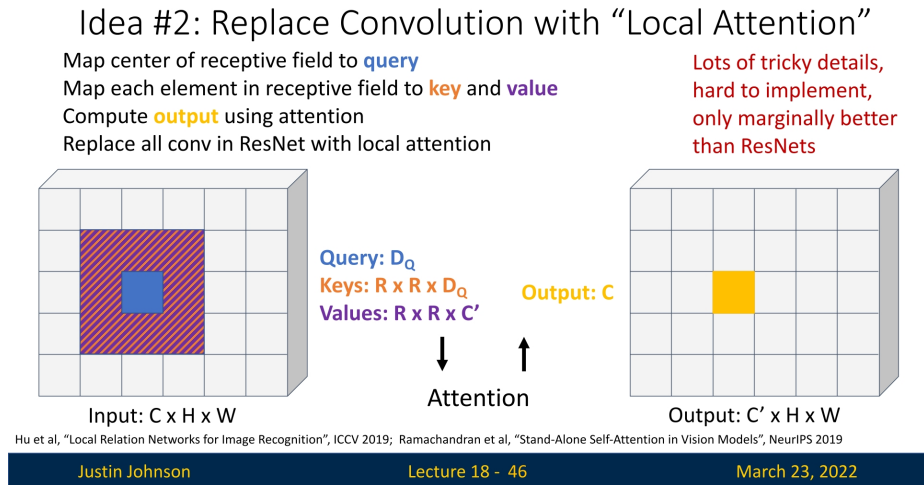 Idea #2: Replace Convolution with “Local Attention”
Map center of receptive field to query
Map each element in receptive field to key and value
Compute output using attention
Replace all conv in ResNet with local attention
Lots of tricky details,
hard to implement,
only marginally better
than ResNets
Query: D_Q
Keys: R x R x D_Q
Values: R x R x C’
Output: C
Attention
Input: C x H x W
Output: C’ x H x W
Hu et al, “Local Relation Networks for Image Recognition”, ICCV 2019; Ramachandran et al, “Stand-Alone Self-Attention in Vision Models”, NeurIPS 2019
Justin Johnson
Lecture 18 - 46
March 23, 2022